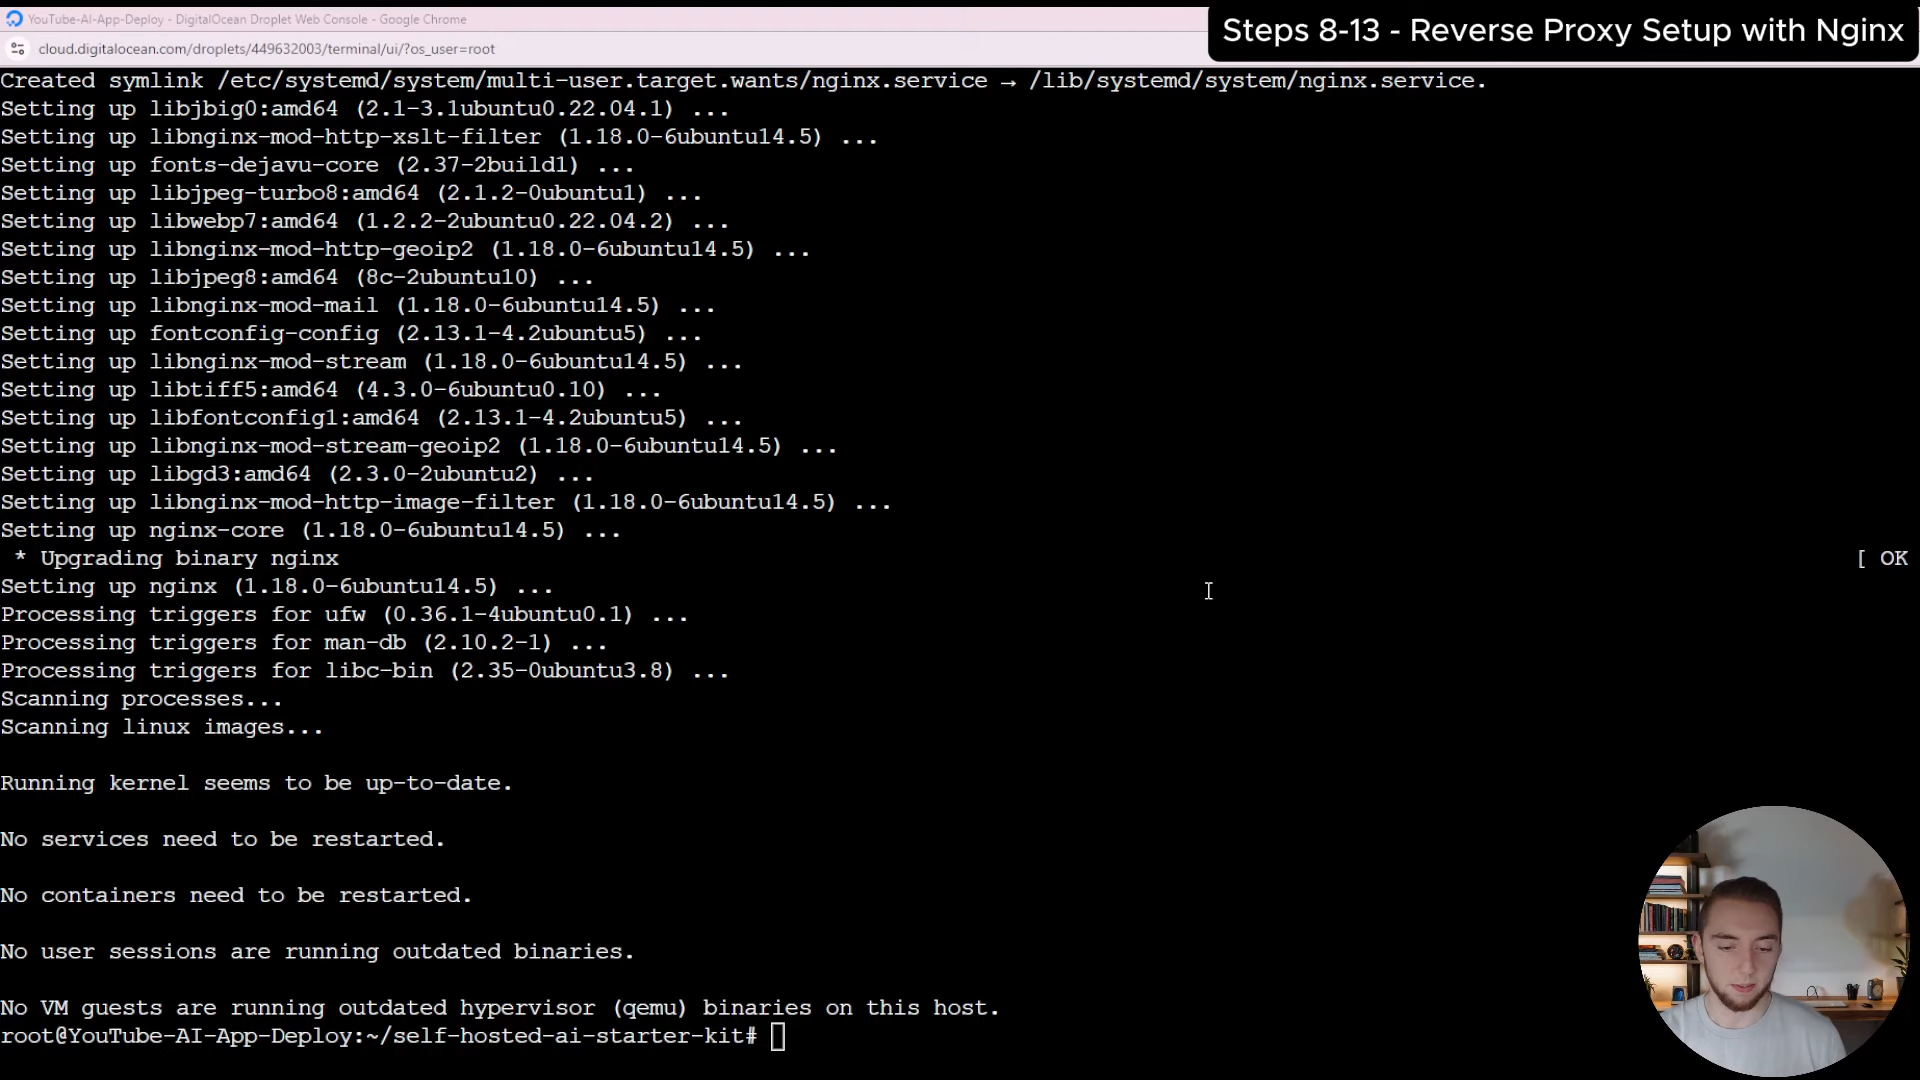 YouTube-AI-App-Deploy - DigitalOcean Droplet Web Console - Google Chrome
cloud.digitalocean.com/droplets/449632003/terminal/ui/?os_user=root
Steps 8-13 - Reverse Proxy Setup with Nginx
Created symlink /etc/systemd/system/multi-user.target.wants/nginx.service → /lib/systemd/system/nginx.service.
Setting up libjbig0:amd64 (2.1-3.1ubuntu0.22.04.1) ...
Setting up libnginx-mod-http-xslt-filter (1.18.0-6ubuntu14.5) ...
Setting up fonts-dejavu-core (2.37-2build1) ...
Setting up libjpeg-turbo8:amd64 (2.1.2-0ubuntu1) ...
Setting up libwebp7:amd64 (1.2.2-2ubuntu0.22.04.2) ...
Setting up libnginx-mod-http-geoip2 (1.18.0-6ubuntu14.5) ...
Setting up libjpeg8:amd64 (8c-2ubuntu10) ...
Setting up libnginx-mod-mail (1.18.0-6ubuntu14.5) ...
Setting up fontconfig-config (2.13.1-4.2ubuntu5) ...
Setting up libnginx-mod-stream (1.18.0-6ubuntu14.5) ...
Setting up libtiff5:amd64 (4.3.0-6ubuntu0.10) ...
Setting up libfontconfig1:amd64 (2.13.1-4.2ubuntu5) ...
Setting up libnginx-mod-stream-geoip2 (1.18.0-6ubuntu14.5) ...
Setting up libgd3:amd64 (2.3.0-2ubuntu2) ...
Setting up libnginx-mod-http-image-filter (1.18.0-6ubuntu14.5) ...
Setting up nginx-core (1.18.0-6ubuntu14.5) ...
* Upgrading binary nginx [ OK
Setting up nginx (1.18.0-6ubuntu14.5) ...
Processing triggers for ufw (0.36.1-4ubuntu0.1) ...
Processing triggers for man-db (2.10.2-1) ...
Processing triggers for libc-bin (2.35-0ubuntu3.8) ...
Scanning processes...
Scanning linux images...
Running kernel seems to be up-to-date.
No services need to be restarted.
No containers need to be restarted.
No user sessions are running outdated binaries.
No VM guests are running outdated hypervisor (qemu) binaries on this host.
root@YouTube-AI-App-Deploy:~/self-hosted-ai-starter-kit#